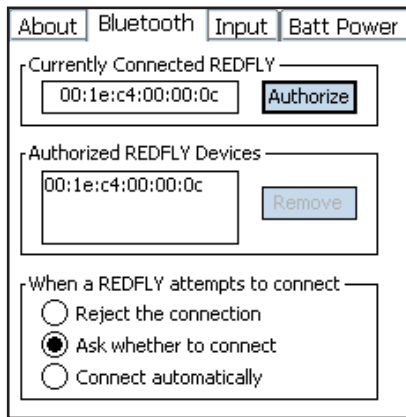 About Bluetooth Input Batt Power
Currently Connected REDFLY
00:1e:c4:00:00:0c Authorize
Authorized REDFLY Devices
00:1e:c4:00:00:0c
Remove
When a REDFLY attempts to connect
Reject the connection
Ask whether to connect
Connect automatically